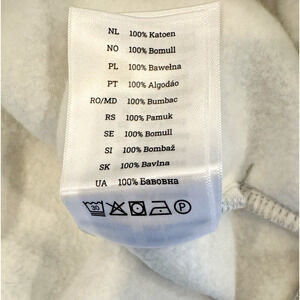 NL 100% Katoen
NO 100% Bomull
PL 100% Bawełna
PT 100% Algodão
RO/MD 100% Bumbac
RS 100% Pamuk
SE 100% Bomull
SI 100% Bombaž
SK 100% Bavlna
UA 100% Бавовна
30 P